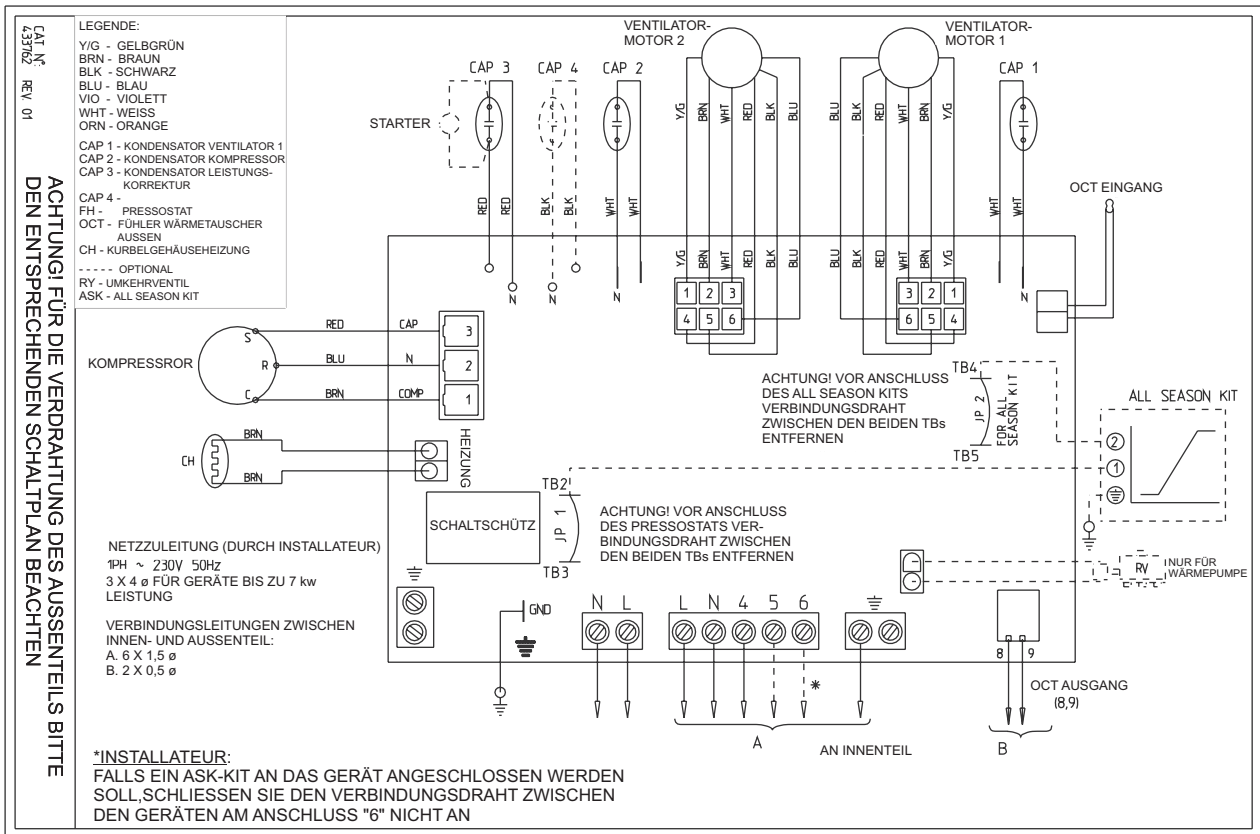 CAT N°
433762 REV. 01
ACHTUNG! FÜR DIE VERDRAHTUNG DES AUSSENTEILS BITTE
DEN ENTSPRECHENDEN SCHALTPLAN BEACHTEN
LEGENDE:
Y/G - GELBGRÜN
BRN - BRAUN
BLK - SCHWARZ
BLU - BLAU
VIO - VIOLETT
WHT - WEISS
ORN - ORANGE
CAP 1 - KONDENSATOR VENTILATOR 1
CAP 2 - KONDENSATOR KOMPRESSOR
CAP 3 - KONDENSATOR LEISTUNGS-
KORREKTUR
CAP 4 -
FH - PRESSOSTAT
OCT - FÜHLER WÄRMETAUSCHER
AUSSEN
CH - KURBELGEHÄUSEHEIZUNG
----- OPTIONAL
RY - UMKEHRVENTIL
ASK - ALL SEASON KIT
STARTER
CAP 3
CAP 4
CAP 2
VENTILATOR-
MOTOR 2
VENTILATOR-
MOTOR 1
CAP 1
OCT EINGANG
RED
RED
BLK
BLK
WHT
WHT
Y/G
BRN
WHT
RED
BLK
BLU
BLU
BLK
RED
WHT
BRN
Y/G
WHT
WHT
N
N
N
N
Y/G
BRN
WHT
RED
BLK
BLU
BLU
BLK
RED
WHT
BRN
Y/G
1 2 3
4 5 6
3 2 1
6 5 4
KOMPRESSROR
S
R
C
RED CAP 3
BLU N 2
BRN COMP 1
CH
BRN
BRN
HEIZUNG
ACHTUNG! VOR ANSCHLUSS
DES ALL SEASON KITS
VERBINDUNGSDRAHT
ZWISCHEN DEN BEIDEN TBs
ENTFERNEN
TB4
JP 2
FOR ALL
SEASON KIT
TB5
ALL SEASON KIT
2
1
SCHALTSCHÜTZ
TB2
JP 1
TB3
ACHTUNG! VOR ANSCHLUSS
DES PRESSOSTATS VER-
BINDUNGSDRAHT ZWISCHEN
DEN BEIDEN TBs ENTFERNEN
RV
NUR FÜR
WÄRMEPUMPE
NETZZULEITUNG (DURCH INSTALLATEUR)
1PH ~ 230V 50Hz
3 X 4 ø FÜR GERÄTE BIS ZU 7 kw
LEISTUNG
VERBINDUNGSLEITUNGEN ZWISCHEN
INNEN- UND AUSSENTEIL:
A. 6 X 1,5 ø
B. 2 X 0,5 ø
GND
N L
L N 4 5 6
*
8 9
OCT AUSGANG
(8,9)
A
AN INNENTEIL
B
*INSTALLATEUR:
FALLS EIN ASK-KIT AN DAS GERÄT ANGESCHLOSSEN WERDEN
SOLL,SCHLIESSEN SIE DEN VERBINDUNGSDRAHT ZWISCHEN
DEN GERÄTEN AM ANSCHLUSS "6" NICHT AN